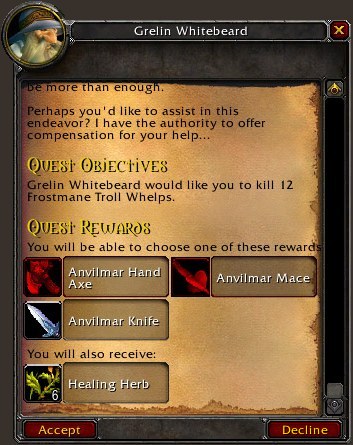 Grelin Whitebeard
be more than enough.
Perhaps you'd like to assist in this
endeavor? I have the authority to offer
compensation for your help...
Quest Objectives
Grelin Whitebeard would like you to kill 12
Frostmane Troll Whelps.
Quest Rewards
You will be able to choose one of these rewards
Anvilmar Hand
Axe
Anvilmar Mace
Anvilmar Knife
You will also receive:
6
Healing Herb
Accept
Decline